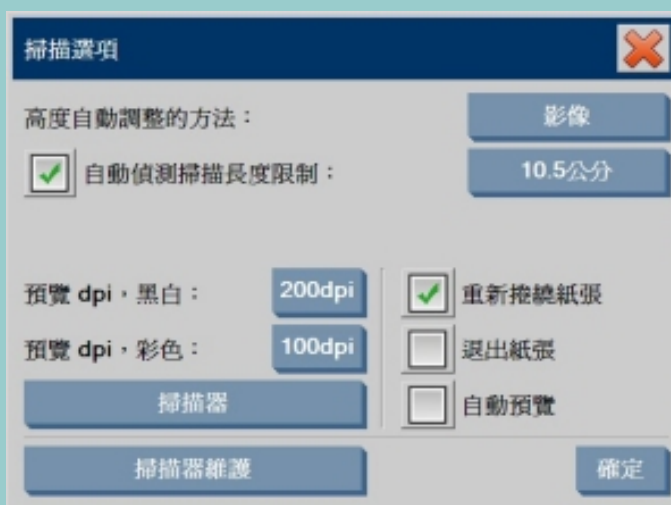 掃描選項
高度自動調整的方法：
影像
自動偵測掃描長度限制：
10.5公分
預覽 dpi，黑白：
200dpi
重新捲繞紙張
預覽 dpi，彩色：
100dpi
退出紙張
掃描器
自動預覽
掃描器維護
確定